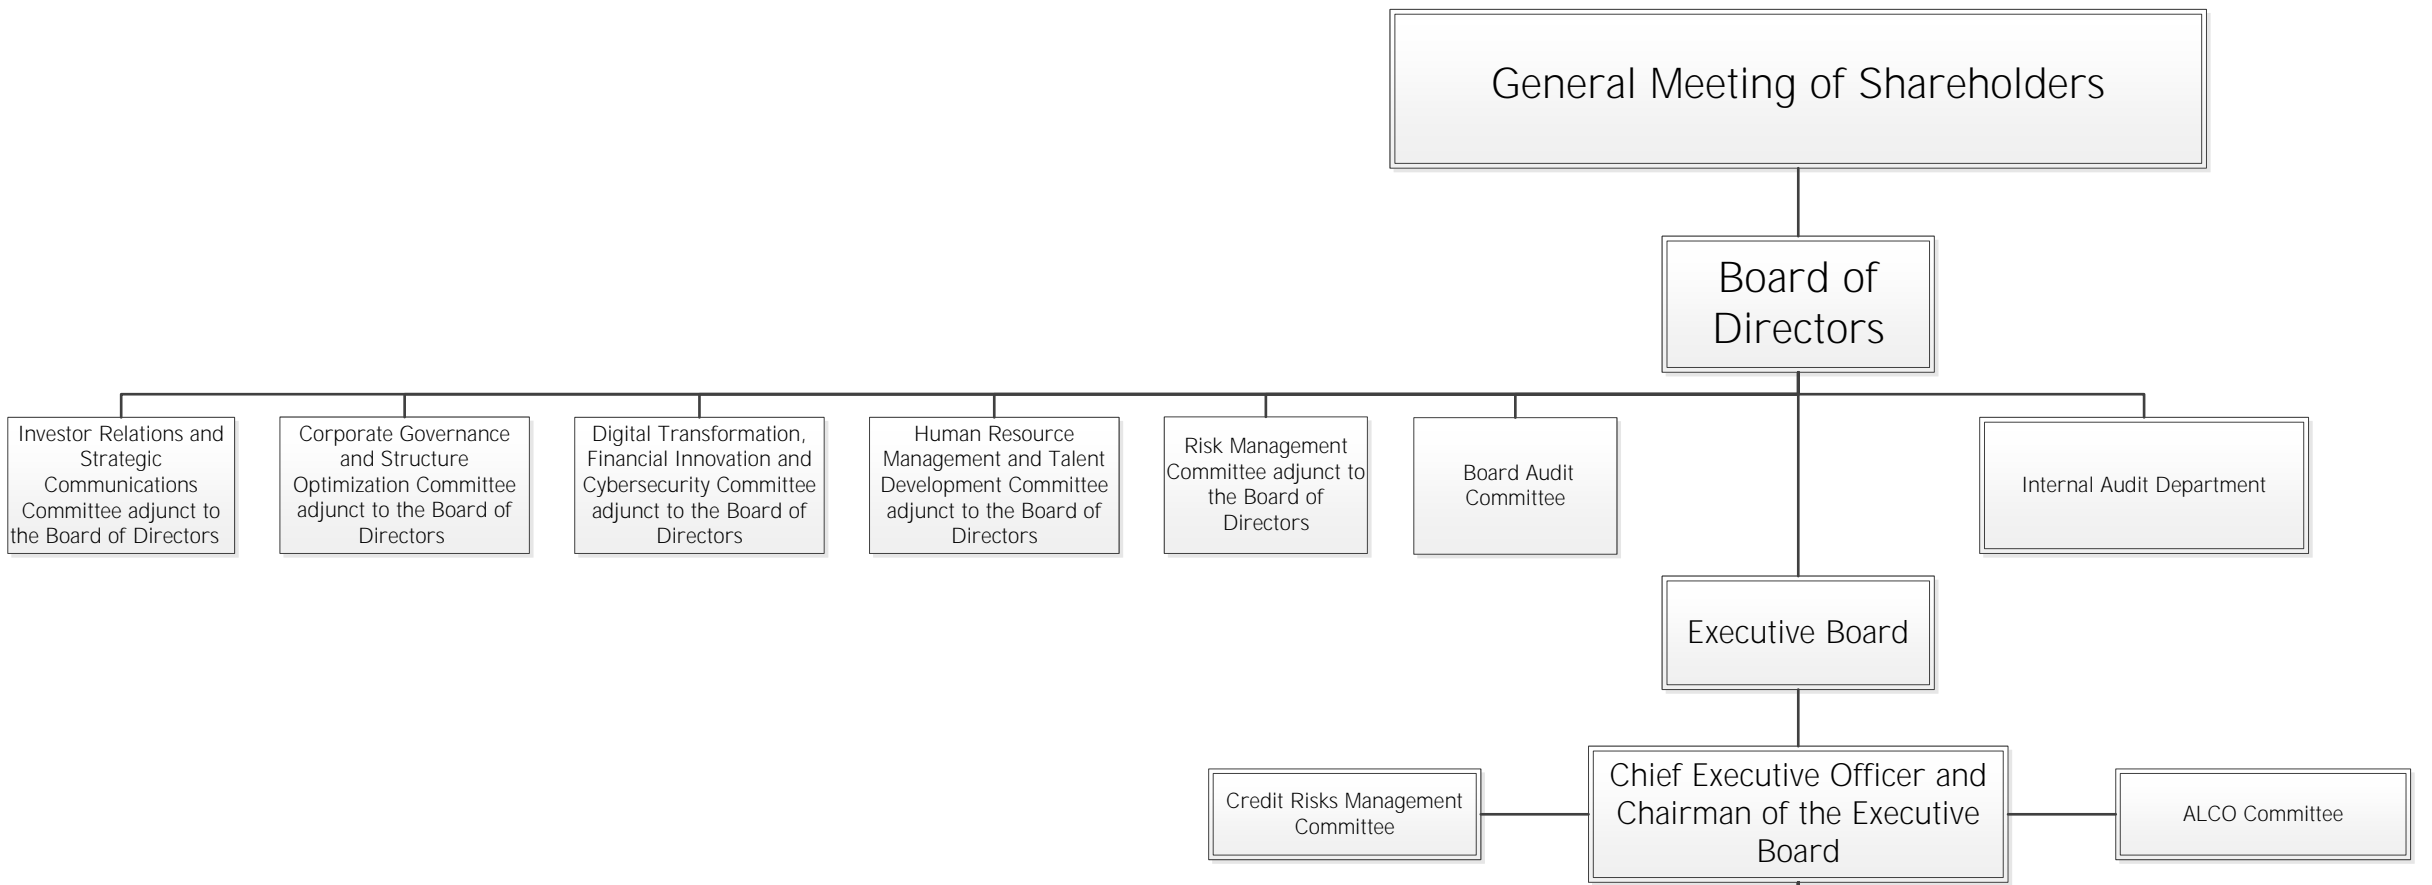 General Meeting of Shareholders
Board of
Directors
Investor Relations and
Strategic
Communications
Committee adjunct to
the Board of Directors
Corporate Governance
and Structure
Optimization Committee
adjunct to the Board of
Directors
Digital Transformation,
Financial Innovation and
Cybersecurity Committee
adjunct to the Board of
Directors
Human Resource
Management and Talent
Development Committee
adjunct to the Board of
Directors
Risk Management
Committee adjunct to
the Board of
Directors
Board Audit
Committee
Internal Audit Department
Executive Board
Credit Risks Management
Committee
Chief Executive Officer and
Chairman of the Executive
Board
ALCO Committee